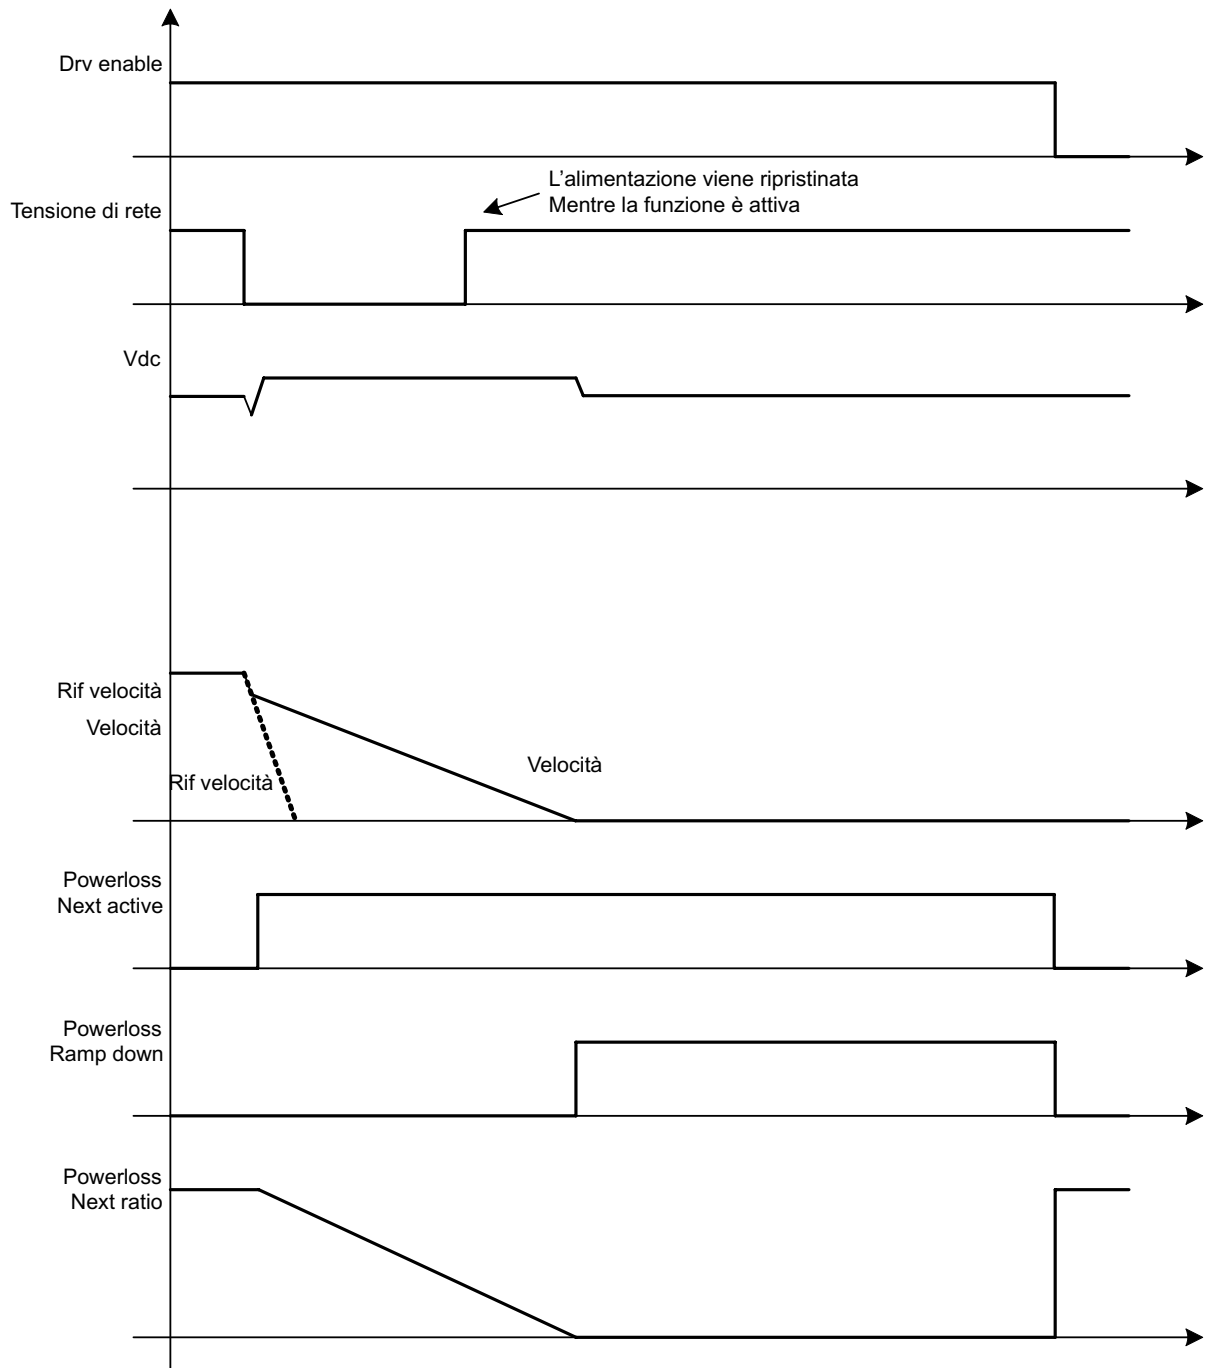 Drv enable
L’alimentazione viene ripristinata
Mentre la funzione è attiva
Tensione di rete
Vdc
Rif velocità
Velocità
Velocità
Rif velocità
Powerloss
Next active
Powerloss
Ramp down
Powerloss
Next ratio